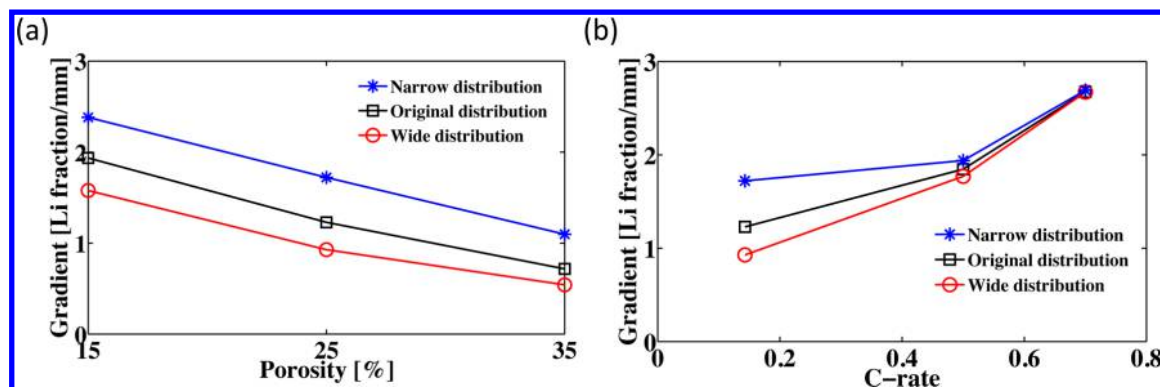 (a)
Gradient [Li fraction/mm]
3
2
1
0
Narrow distribution
Original distribution
Wide distribution
15
25
35
Porosity [%]
(b)
Gradient [Li fraction/mm]
3
2
1
0
Narrow distribution
Original distribution
Wide distribution
0
0.2
0.4
0.6
0.8
C-rate